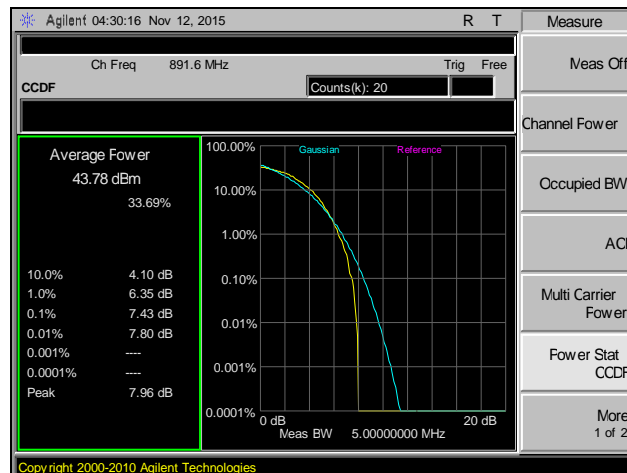 Agilent 04:30:16 Nov 12, 2015 R T Measure
Ch Freq 891.6 MHz Trig Free
CCDF Counts(k): 20
Meas Off
Channel Fower
Occupied BW
ACP
Multi Carrier
Fower
Fower Stat
CCDF
More
1 of 2
Average Fower
43.78 dBm
33.69%
10.0% 4.10 dB
1.0% 6.35 dB
0.1% 7.43 dB
0.01% 7.80 dB
0.001% ----
0.0001% ----
Peak 7.96 dB
Gaussian Reference
100.00%
10.00%
1.00%
0.10%
0.01%
0.001%
0.0001%
0 dB 20 dB
Meas BW 5.00000000 MHz
Copyright 2000-2010 Agilent Technologies